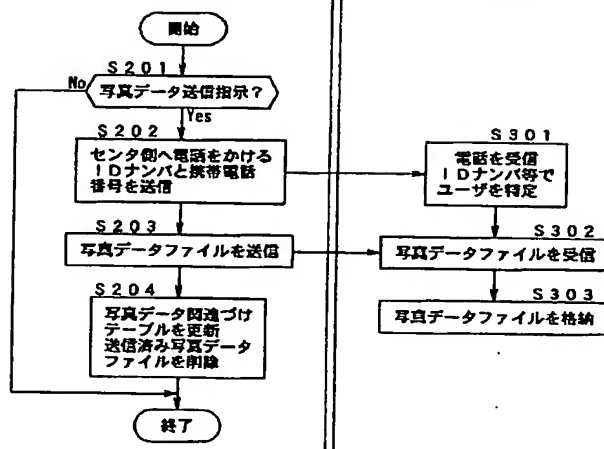 開始
S201
No
写真データ送信指示？
Yes
S202
センタ側へ電話をかける
IDナンバと携帯電話
番号を送信
S203
写真データファイルを送信
S204
写真データ関連づけ
テーブルを更新
送信済み写真データ
ファイルを削除
終了
S301
電話を受信
IDナンバ等で
ユーザを特定
S302
写真データファイルを受信
S303
写真データファイルを格納